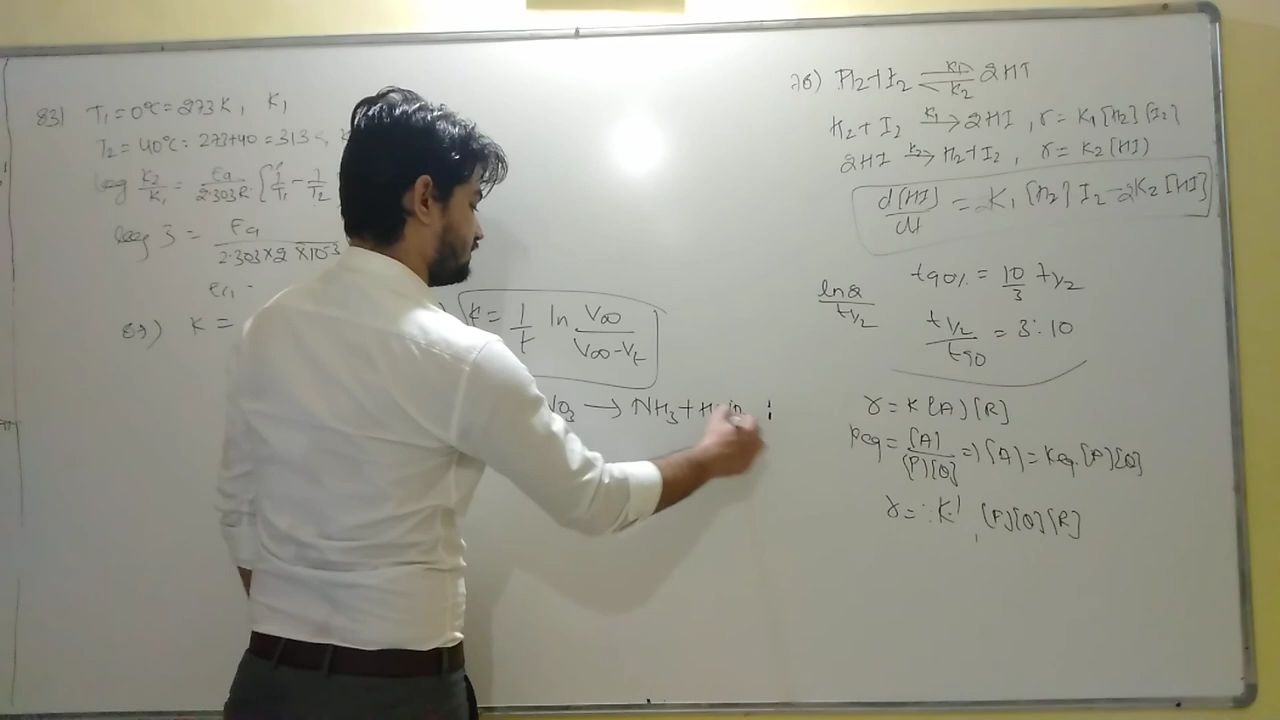 83) T₁ = 0°C = 273 K, K₁
T₂ = 40°C = 273+40 = 313 K
log K₂/K₁ = Ea/2.303R [1/T₁ - 1/T₂
log 3 = Ea/2.303×2×10⁻³
K =
K = 1/t ln V∞/V∞-Vt
→ NH₃ +
76) H₂+I₂ ⇌ 2HI K₁ K₂
H₂ + I₂ K₁→ 2HI, r = K₁[H₂][I₂]
2HI K₂→ H₂+I₂, r = K₂[HI]
d[HI]/dt = 2K₁[H₂] I₂ - 2K₂[HI]
t90% = 10/3 t½
ln2/t½
t½/t90 = 3:10
r = K[A][R]
Keq = [A]/[P][Q] => [A] = Keq.[P][Q]
r = K' [P][Q][R]